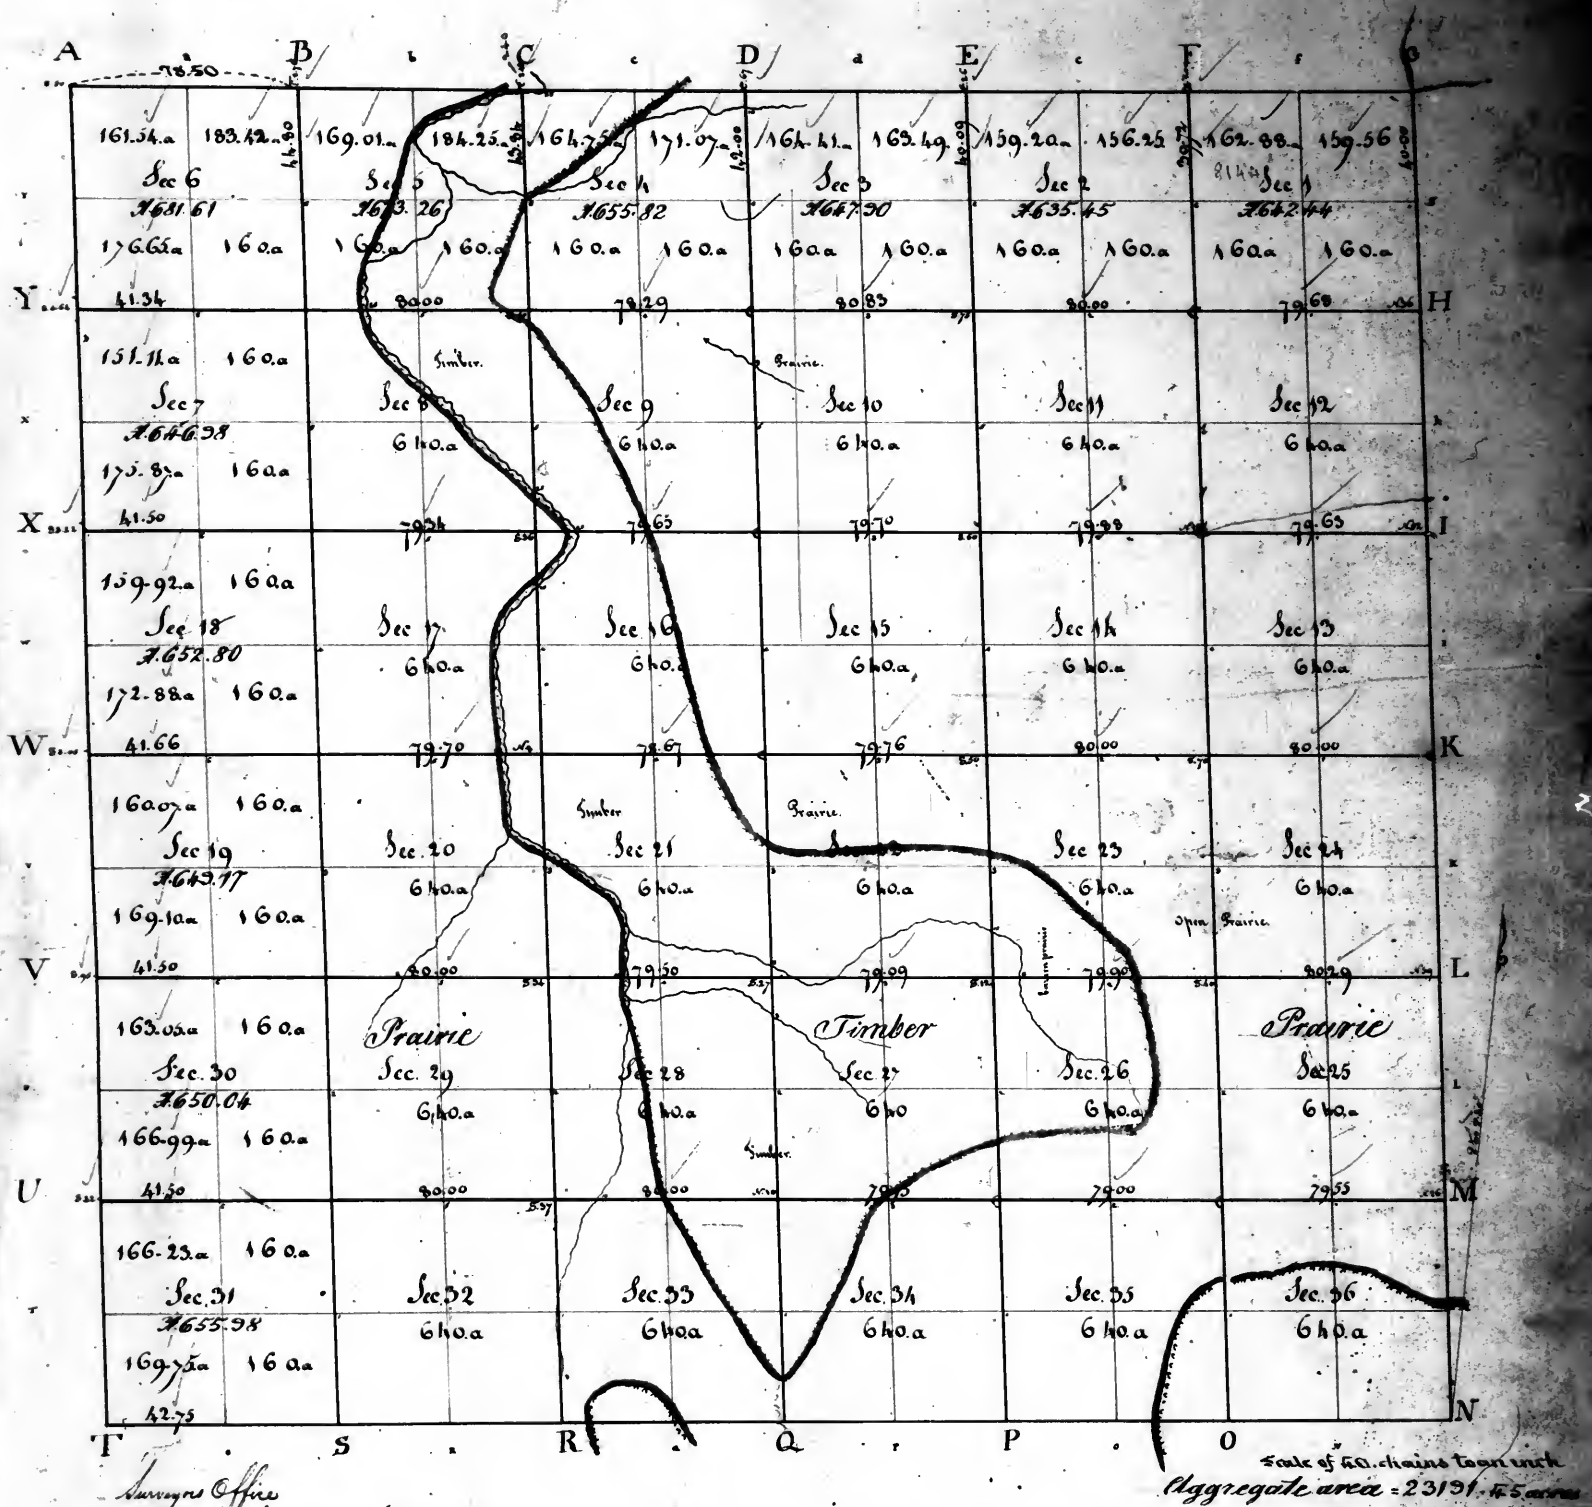 A B C D E F G
78.50
161.54.a 183.42.a 169.01.a 184.25.a 164.75.a 171.07.a 164.41.a 163.49. 159.20.a 156.25 162.88.a 159.56
44.80 42.00 40.09 39.72 40.00
Sec 6 Sec 5 Sec 4 Sec 3 Sec 2 Sec 1
A.681.61 A.673.26 A.655.82 A.647.90 A.635.45 A.642.44
176.65.a 160.a 160.a 160.a 160.a 160.a 160.a 160.a 160.a 160.a 160.a 160.a
Y 41.34 80.00 78.29 80.83 80.00 79.68 H
151.11.a 160.a Timber. Prairie.
Sec 7 Sec 8 Sec 9 Sec 10 Sec 11 Sec 12
A.646.98 640.a 640.a 640.a 640.a 640.a
175.87.a 160.a
X 41.50 79.34 79.65 79.70 79.88 79.63 I
159.92.a 160.a
Sec 18 Sec 17. Sec 16 Sec 15 Sec 14 Sec 13
A.652.80 640.a 640.a 640.a 640.a 640.a
172.88.a 160.a
W 41.66 79.70 78.67 79.76 80.00 80.00 K
160.07.a 160.a Timber Prairie.
Sec 19 Sec. 20 Sec 21 Sec 23 Sec 24
A.649.17 640.a 640.a 640.a 640.a 640.a
169.10.a 160.a Open Prairie.
V 41.50 80.00 79.50 79.99 79.90 80.29 L
163.05.a 160.a Prairie Timber Prairie
Sec. 30 Sec. 29 Sec 28 Sec. 27 Sec. 26 Sec 25
A.650.04 640.a 640.a 640 640.a 640.a
166.99.a 160.a Timber.
U 41.50 80.00 80.00 79.00 79.55 M
166.23.a 160.a
Sec. 31 Sec. 32 Sec. 33 Sec. 34 Sec. 35 Sec. 36
A.655.98 640.a 640.a 640.a 640.a 640.a
169.75.a 160.a
42.75
T S R Q P O N
Surveyors Office
Scale of 40. chains to an inch
Aggregate area = 23191.45 acres